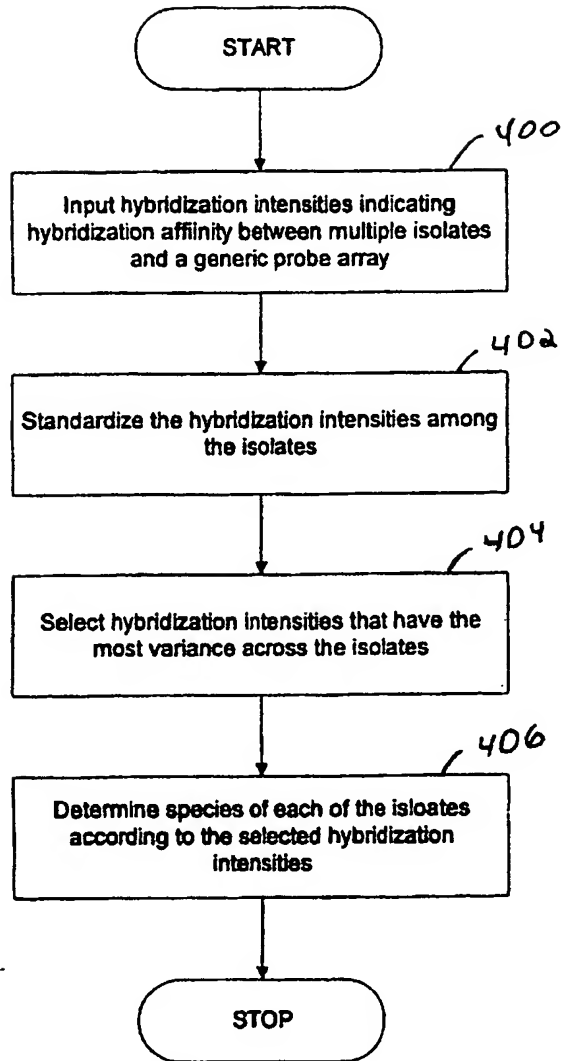 START
400
Input hybridization intensities indicating
hybridization affinity between multiple isolates
and a generic probe array
402
Standardize the hybridization intensities among
the isolates
404
Select hybridization intensities that have the
most variance across the isolates
406
Determine species of each of the isloates
according to the selected hybridization
intensities
STOP